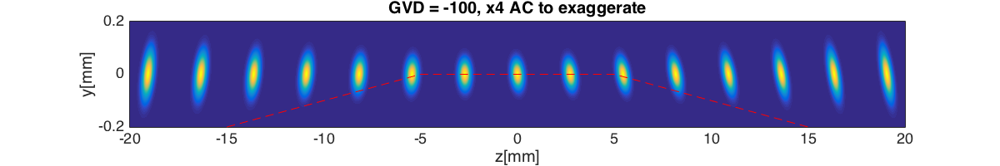 GVD = -100, x4 AC to exaggerate
0.2
0
-0.2
y[mm]
-20 -15 -10 -5 0 5 10 15 20
z[mm]